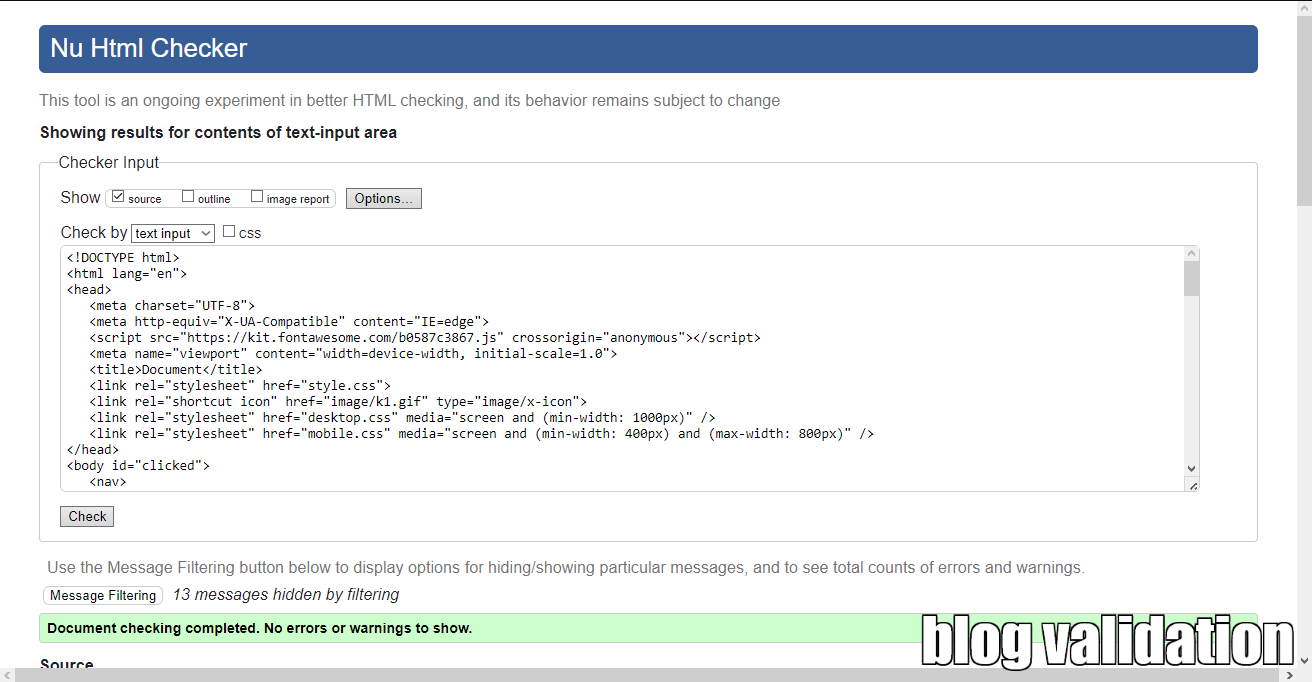 Nu Html Checker
This tool is an ongoing experiment in better HTML checking, and its behavior remains subject to change
Showing results for contents of text-input area
Checker Input
Show source outline image report Options...
Check by text input css
<!DOCTYPE html>
<html lang="en">
<head>
<meta charset="UTF-8">
<meta http-equiv="X-UA-Compatible" content="IE=edge">
<script src="https://kit.fontawesome.com/b0587c3867.js" crossorigin="anonymous"></script>
<meta name="viewport" content="width=device-width, initial-scale=1.0">
<title>Document</title>
<link rel="stylesheet" href="style.css">
<link rel="shortcut icon" href="image/k1.gif" type="image/x-icon">
<link rel="stylesheet" href="desktop.css" media="screen and (min-width: 1000px)" />
<link rel="stylesheet" href="mobile.css" media="screen and (min-width: 400px) and (max-width: 800px)" />
</head>
<body id="clicked">
<nav>
Check
Use the Message Filtering button below to display options for hiding/showing particular messages, and to see total counts of errors and warnings.
Message Filtering 13 messages hidden by filtering
Document checking completed. No errors or warnings to show.
blog validation
Source